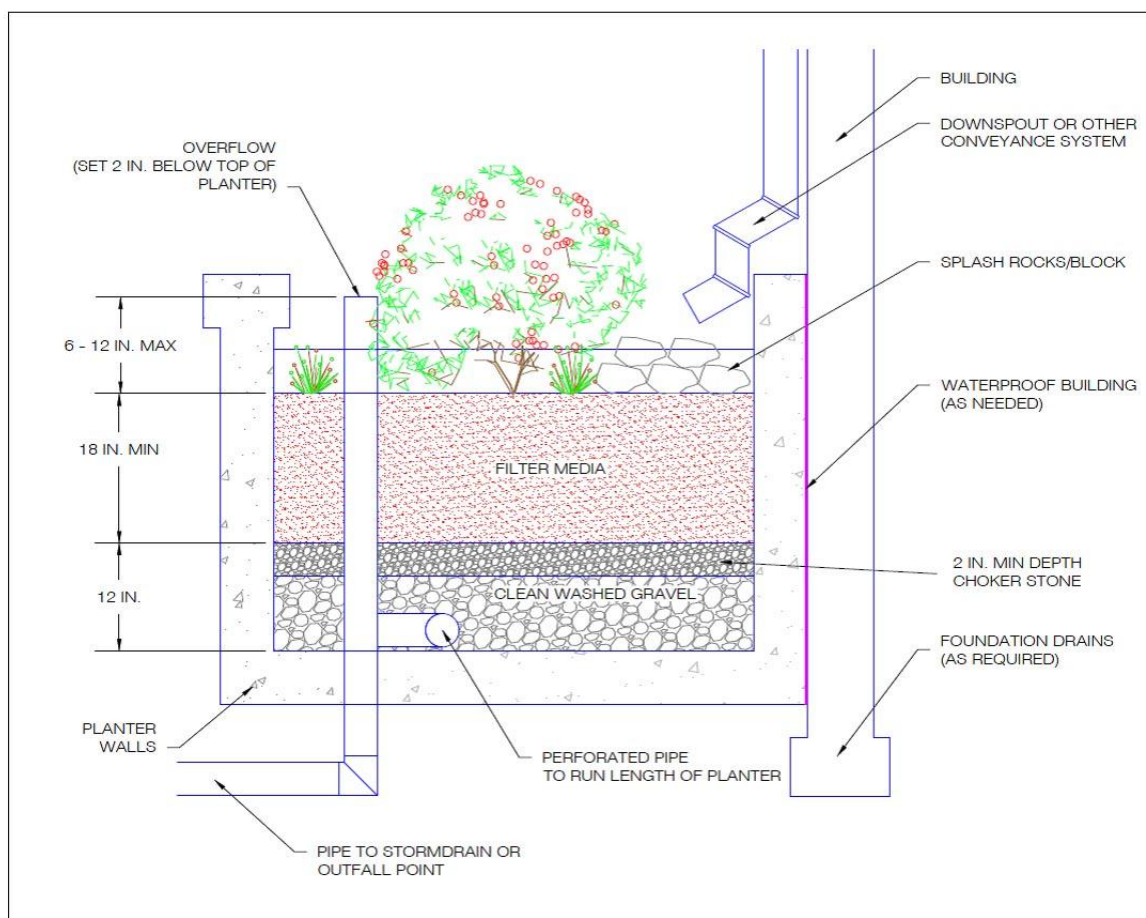 BUILDING
DOWNSPOUT OR OTHER
CONVEYANCE SYSTEM
OVERFLOW
(SET 2 IN. BELOW TOP OF
PLANTER)
SPLASH ROCKS/BLOCK
6 - 12 IN. MAX
WATERPROOF BUILDING
(AS NEEDED)
18 IN. MIN
FILTER MEDIA
2 IN. MIN DEPTH
CHOKER STONE
12 IN.
CLEAN WASHED GRAVEL
FOUNDATION DRAINS
(AS REQUIRED)
PLANTER
WALLS
PERFORATED PIPE
TO RUN LENGTH OF PLANTER
PIPE TO STORMDRAIN OR
OUTFALL POINT